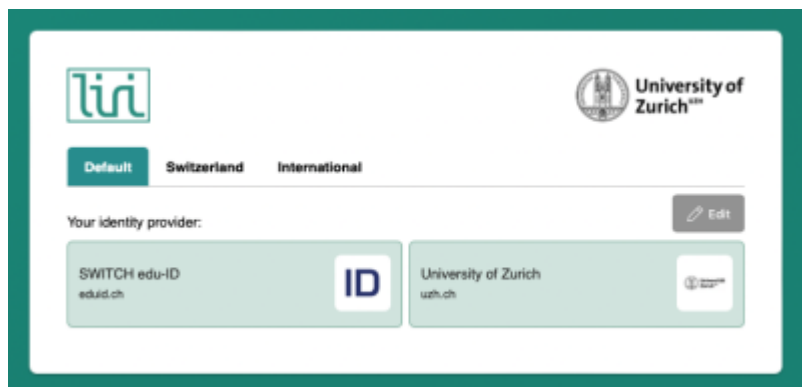 liri
University of
Zurich UZH
Default Switzerland International
Your identity provider:
Edit
SWITCH edu-ID
eduid.ch
ID
University of Zurich
uzh.ch